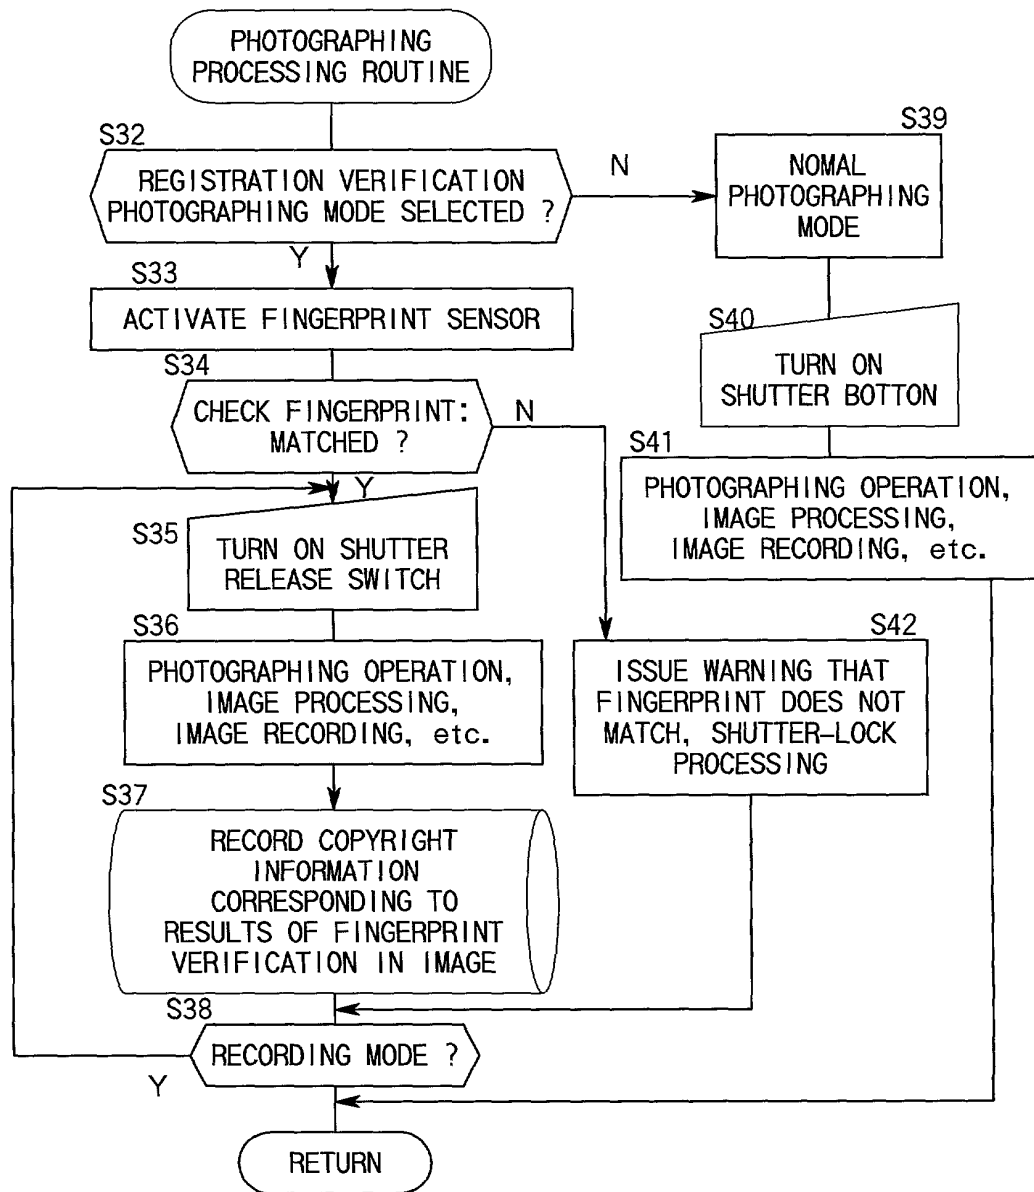 PHOTOGRAPHING
PROCESSING ROUTINE
S32
REGISTRATION VERIFICATION
PHOTOGRAPHING MODE SELECTED ?
N
Y
S39
NOMAL
PHOTOGRAPHING
MODE
S33
ACTIVATE FINGERPRINT SENSOR
S40
TURN ON
SHUTTER BOTTON
S34
CHECK FINGERPRINT:
MATCHED ?
N
Y
S41
PHOTOGRAPHING OPERATION,
IMAGE PROCESSING,
IMAGE RECORDING, etc.
S35
TURN ON SHUTTER
RELEASE SWITCH
S36
PHOTOGRAPHING OPERATION,
IMAGE PROCESSING,
IMAGE RECORDING, etc.
S42
ISSUE WARNING THAT
FINGERPRINT DOES NOT
MATCH, SHUTTER-LOCK
PROCESSING
S37
RECORD COPYRIGHT
INFORMATION
CORRESPONDING TO
RESULTS OF FINGERPRINT
VERIFICATION IN IMAGE
S38
RECORDING MODE ?
Y
RETURN